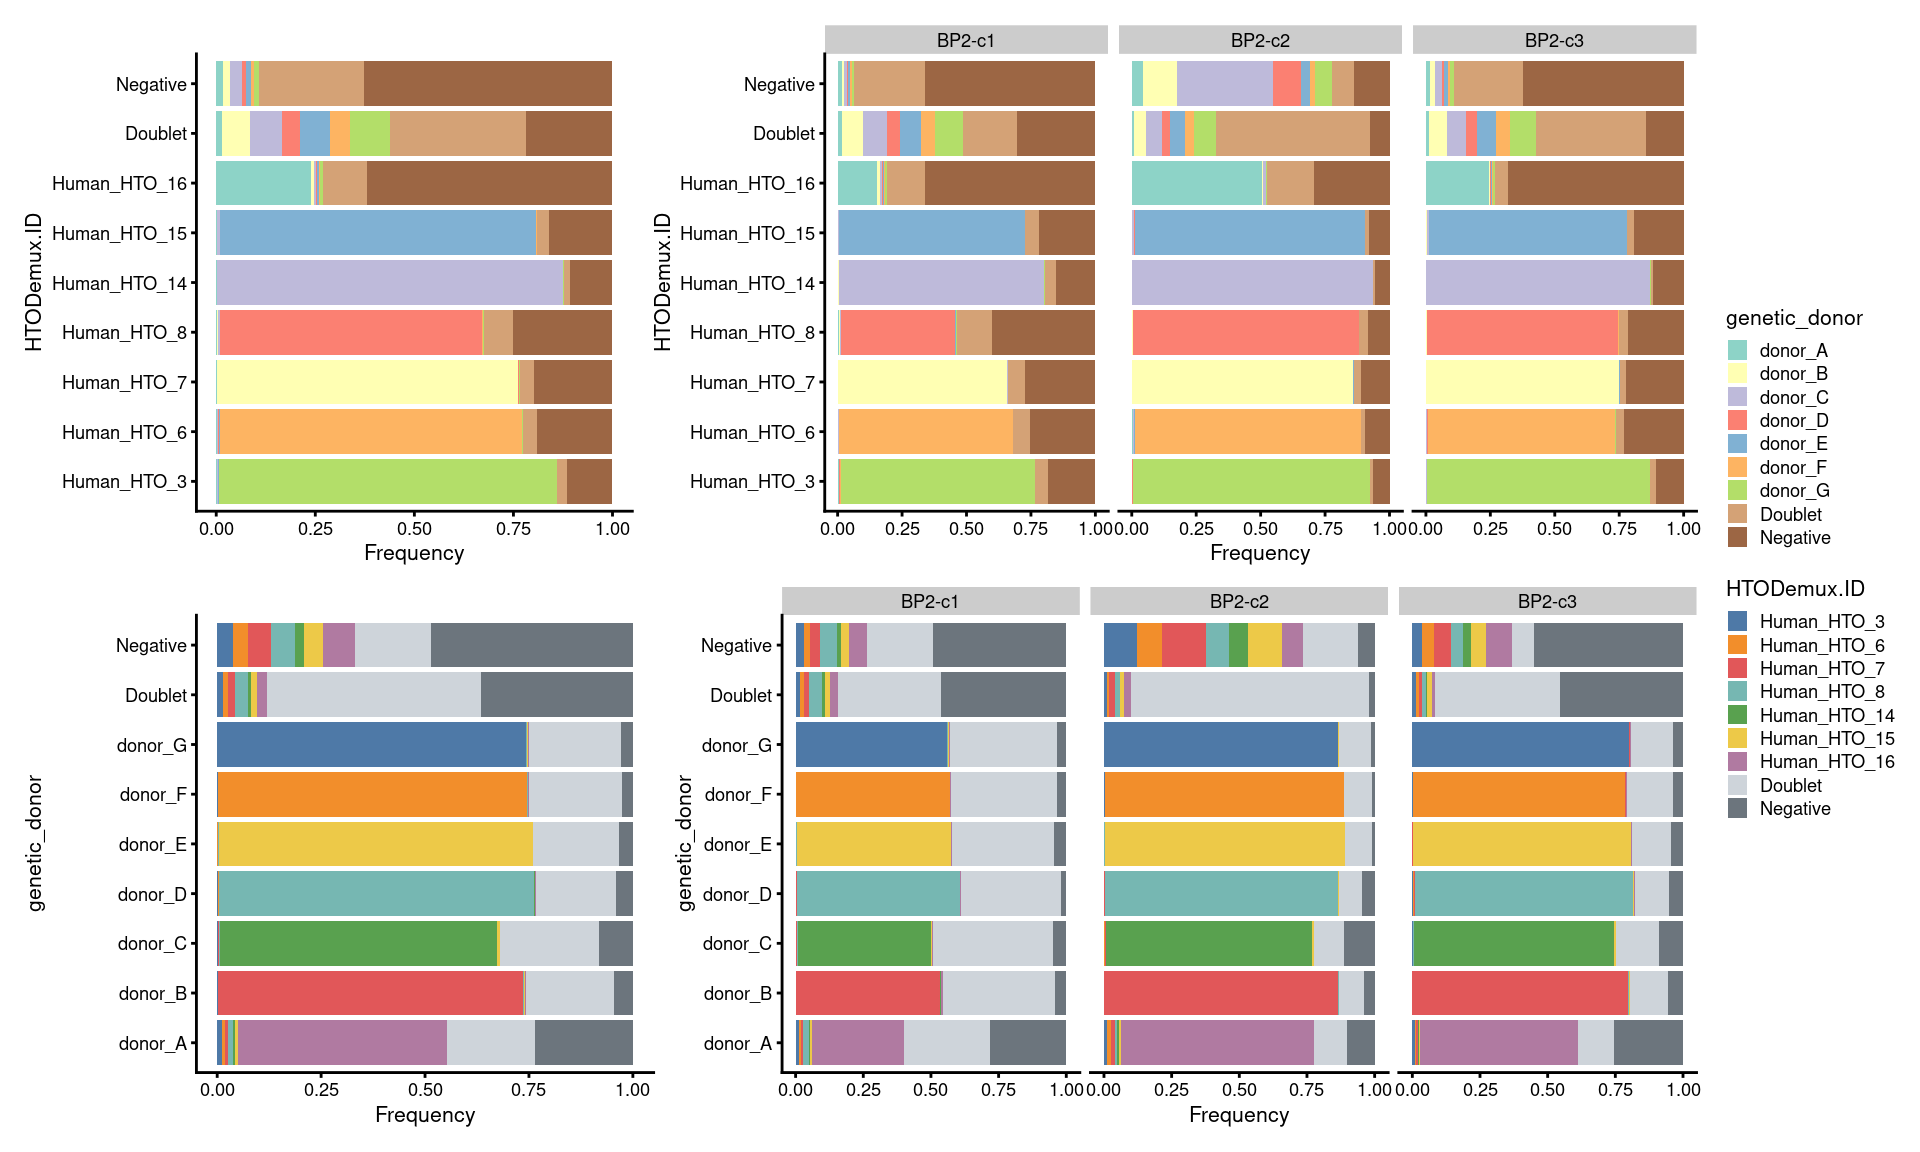 BP2-c1 BP2-c2 BP2-c3
HTODemux.ID
Negative
Doublet
Human_HTO_16
Human_HTO_15
Human_HTO_14
Human_HTO_8
Human_HTO_7
Human_HTO_6
Human_HTO_3
0.00 0.25 0.50 0.75 1.00
Frequency
HTODemux.ID
Negative
Doublet
Human_HTO_16
Human_HTO_15
Human_HTO_14
Human_HTO_8
Human_HTO_7
Human_HTO_6
Human_HTO_3
0.00 0.25 0.50 0.75 1.00 0.00 0.25 0.50 0.75 1.00 0.00 0.25 0.50 0.75 1.00
Frequency
genetic_donor
donor_A
donor_B
donor_C
donor_D
donor_E
donor_F
donor_G
Doublet
Negative
BP2-c1 BP2-c2 BP2-c3
genetic_donor
Negative
Doublet
donor_G
donor_F
donor_E
donor_D
donor_C
donor_B
donor_A
0.00 0.25 0.50 0.75 1.00
Frequency
genetic_donor
Negative
Doublet
donor_G
donor_F
donor_E
donor_D
donor_C
donor_B
donor_A
0.00 0.25 0.50 0.75 1.00 0.00 0.25 0.50 0.75 1.00 0.00 0.25 0.50 0.75 1.00
Frequency
HTODemux.ID
Human_HTO_3
Human_HTO_6
Human_HTO_7
Human_HTO_8
Human_HTO_14
Human_HTO_15
Human_HTO_16
Doublet
Negative